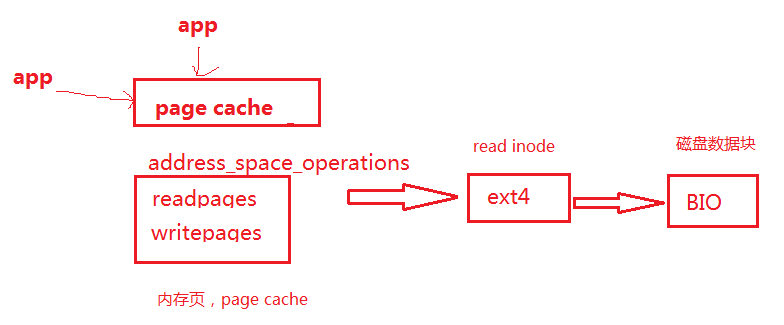 app
app
page cache
address_space_operations
readpages
writepages
内存页，page cache
read inode
ext4
磁盘数据块
BIO